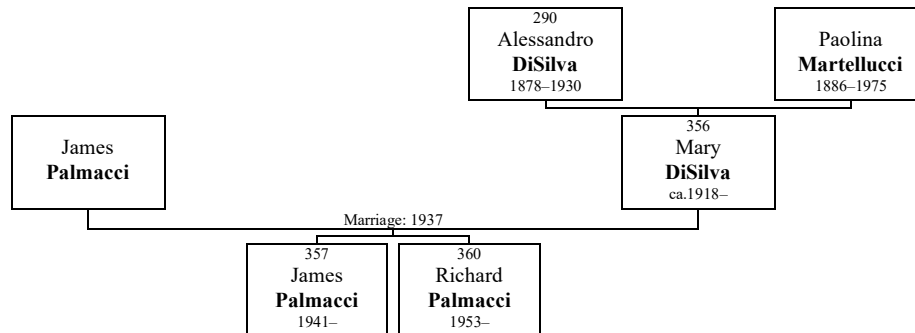 290
Alessandro
DiSilva
1878–1930
Paolina
Martellucci
1886–1975
James
Palmacci
356
Mary
DiSilva
ca.1918–
Marriage: 1937
357
James
Palmacci
1941–
360
Richard
Palmacci
1953–